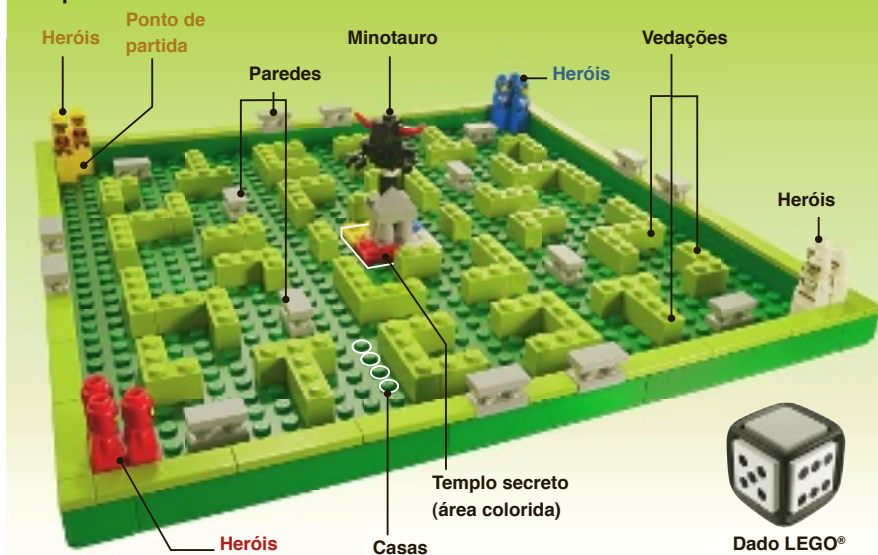 Ponto de
partida
Heróis
Minotauro
Vedações
Paredes
Heróis
Heróis
Templo secreto
(área colorida)
Heróis
Casas
Dado LEGO®